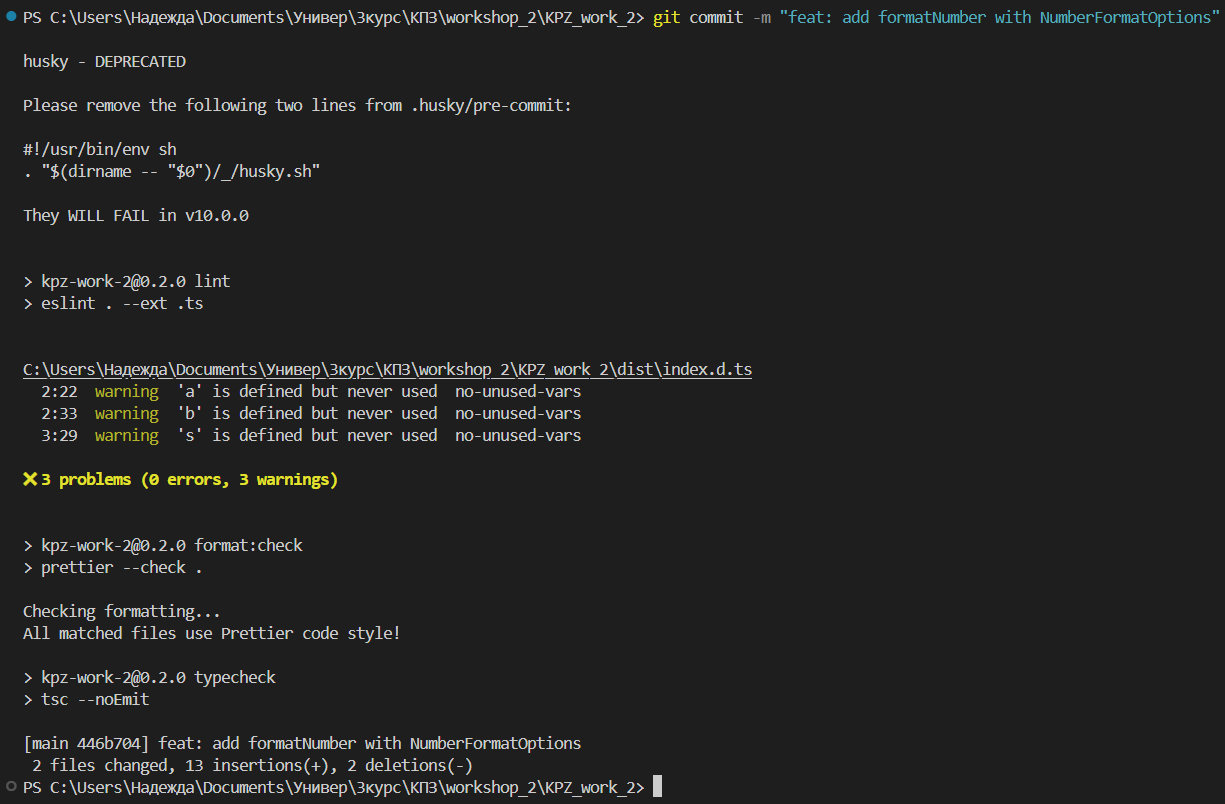 PS C:\Users\Надежда\Documents\Универ\3курс\КПЗ\workshop_2\KPZ_work_2> git commit -m "feat: add formatNumber with NumberFormatOptions"
husky - DEPRECATED
Please remove the following two lines from .husky/pre-commit:
#!/usr/bin/env sh
. "$(dirname -- "$0")/_/husky.sh"
They WILL FAIL in v10.0.0
> kpz-work-2@0.2.0 lint
> eslint . --ext .ts
C:\Users\Надежда\Documents\Универ\3курс\КПЗ\workshop_2\KPZ_work_2\dist\index.d.ts
2:22  warning  'a' is defined but never used  no-unused-vars
2:33  warning  'b' is defined but never used  no-unused-vars
3:29  warning  's' is defined but never used  no-unused-vars
✖ 3 problems (0 errors, 3 warnings)
> kpz-work-2@0.2.0 format:check
> prettier --check .
Checking formatting...
All matched files use Prettier code style!
> kpz-work-2@0.2.0 typecheck
> tsc --noEmit
[main 446b704] feat: add formatNumber with NumberFormatOptions
2 files changed, 13 insertions(+), 2 deletions(-)
PS C:\Users\Надежда\Documents\Универ\3курс\КПЗ\workshop_2\KPZ_work_2>